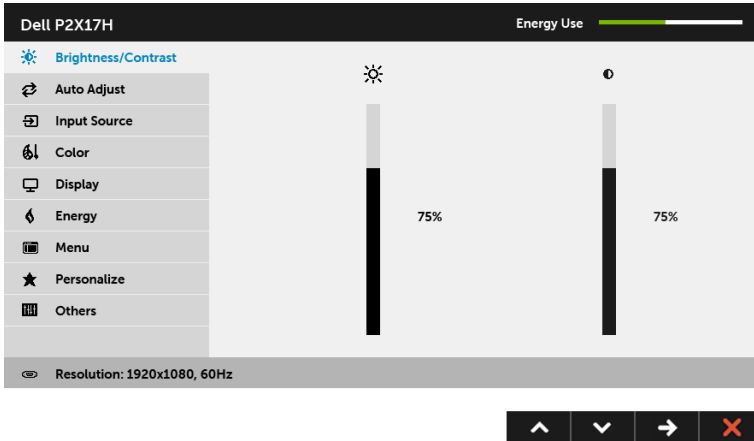 Dell P2X17H
Energy Use
Brightness/Contrast
Auto Adjust
Input Source
Color
Display
Energy
Menu
Personalize
Others
75%
75%
Resolution: 1920x1080, 60Hz